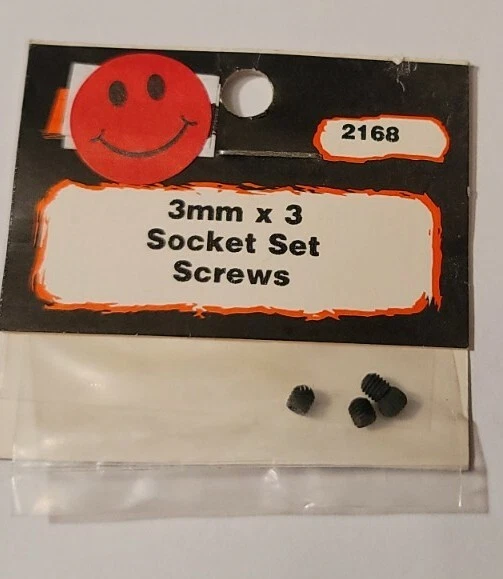 2168
3mm x 3
Socket Set
Screws